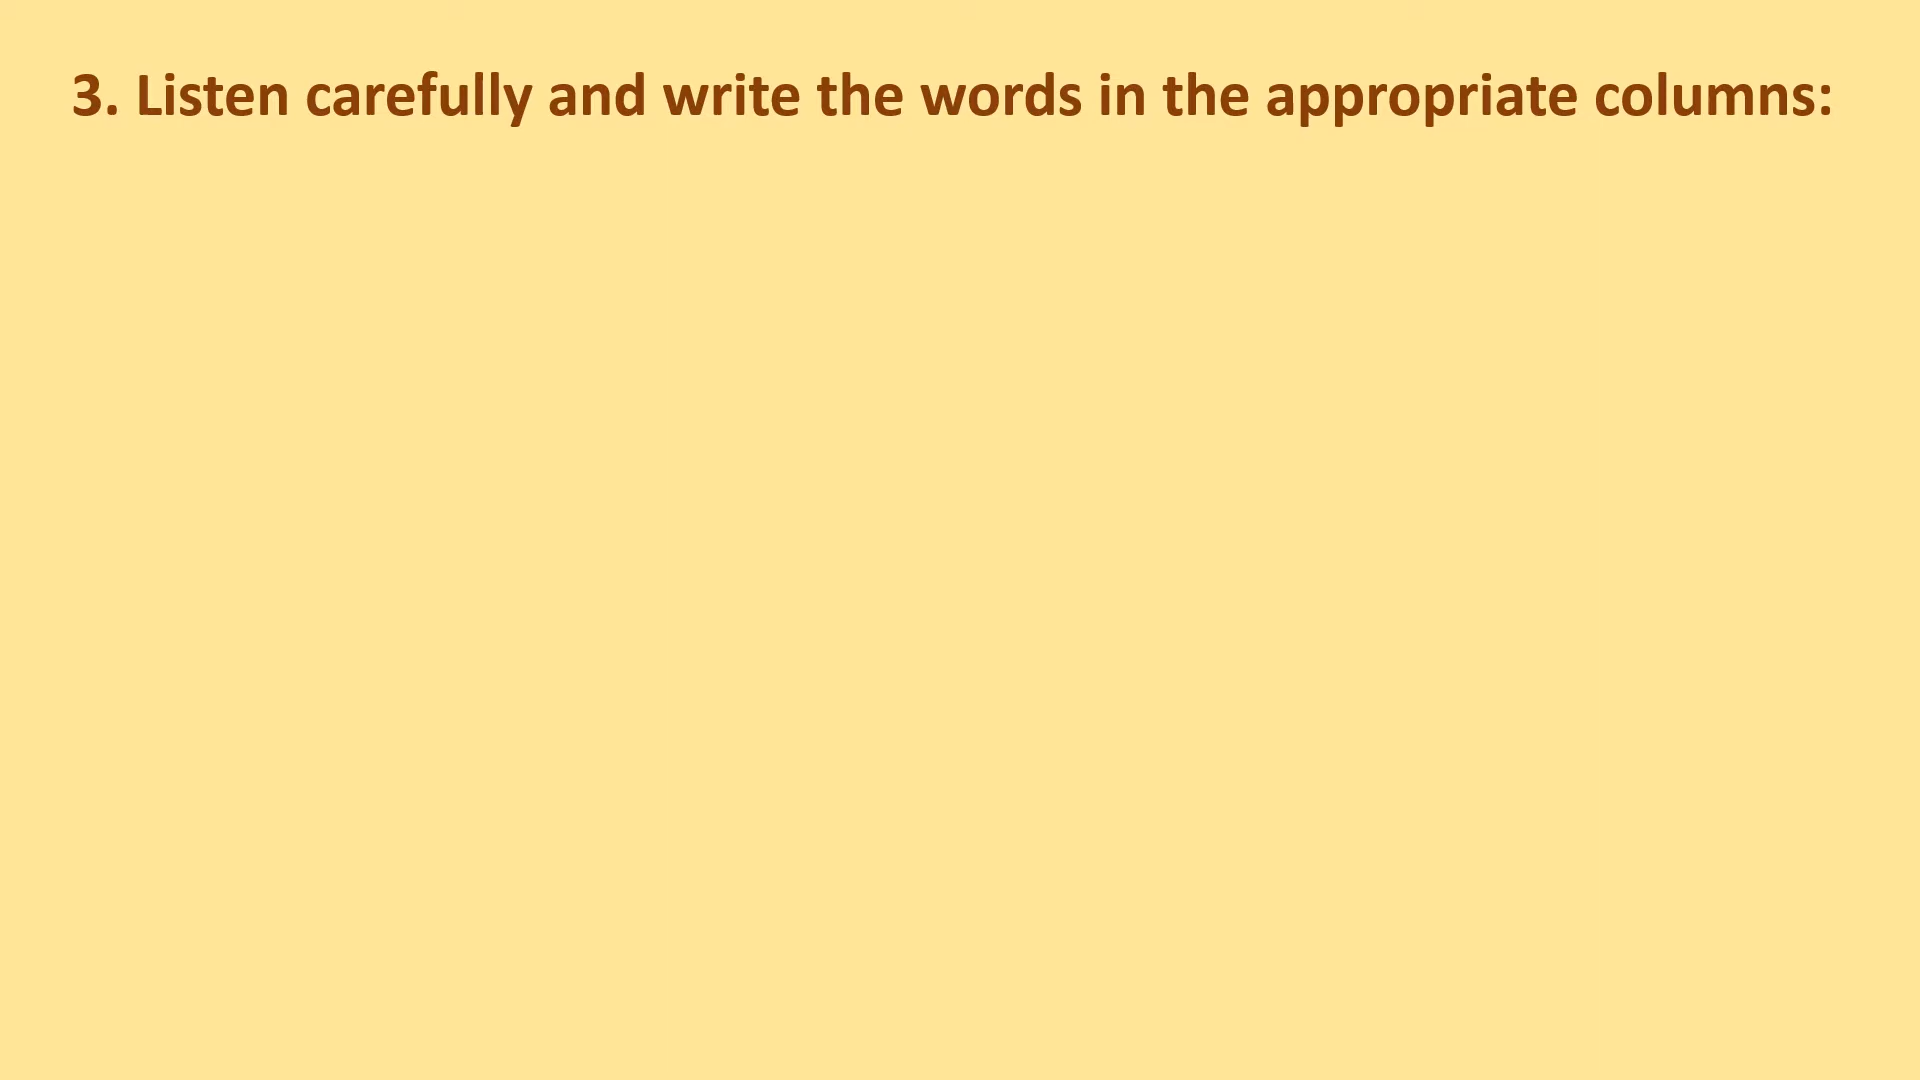 3. Listen carefully and write the words in the appropriate columns: